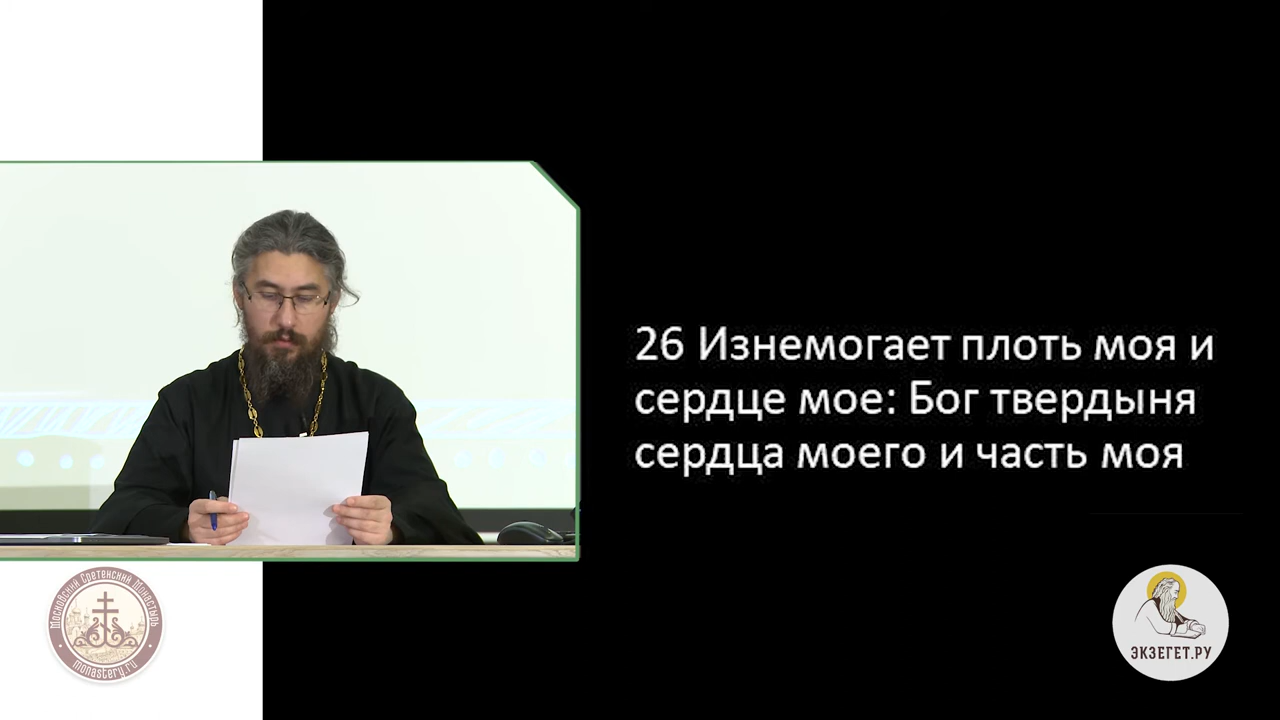 26 Изнемогает плоть моя и
сердце мое: Бог твердыня
сердца моего и часть моя
Московский Сретенский Монастырь
monastery.ru
ЭКЗЕГЕТ.РУ